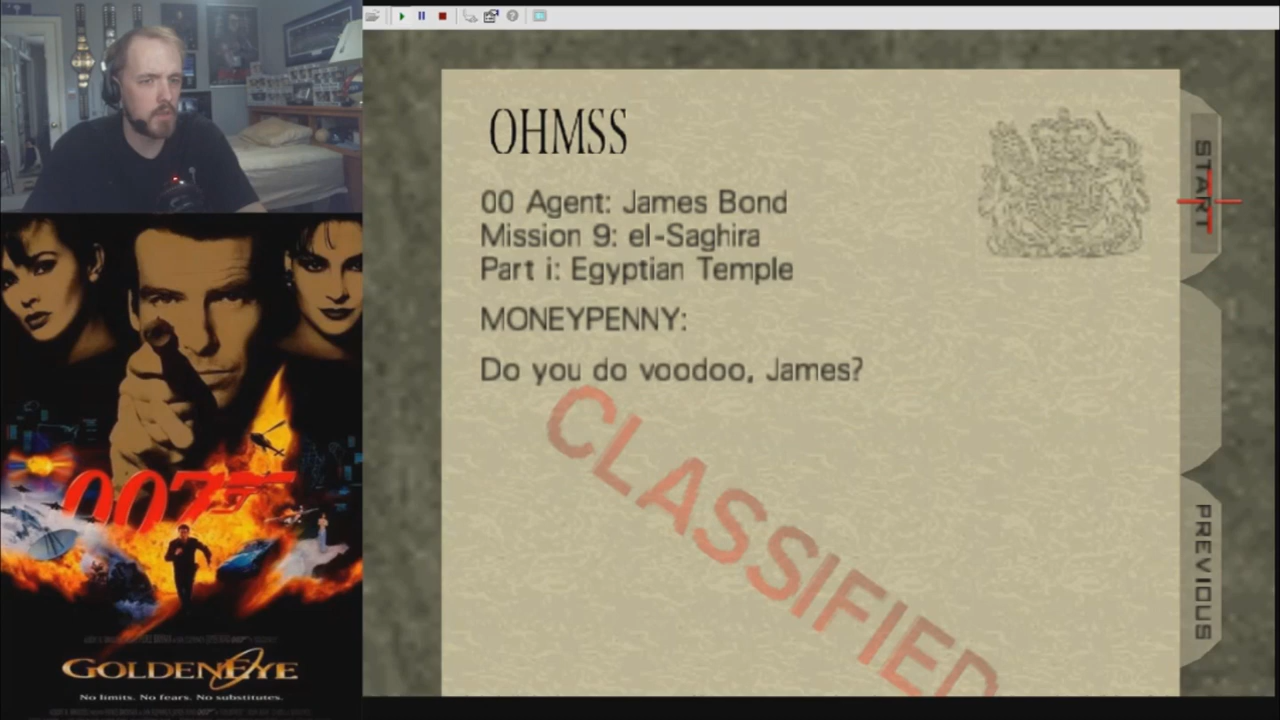 OHMSS
00 Agent: James Bond
Mission 9: el-Saghira
Part i: Egyptian Temple
MONEYPENNY:
Do you do voodoo, James?
CLASSIFIED
START
PREVIOUS
007
GOLDENEYE
No limits. No fears. No substitutes.